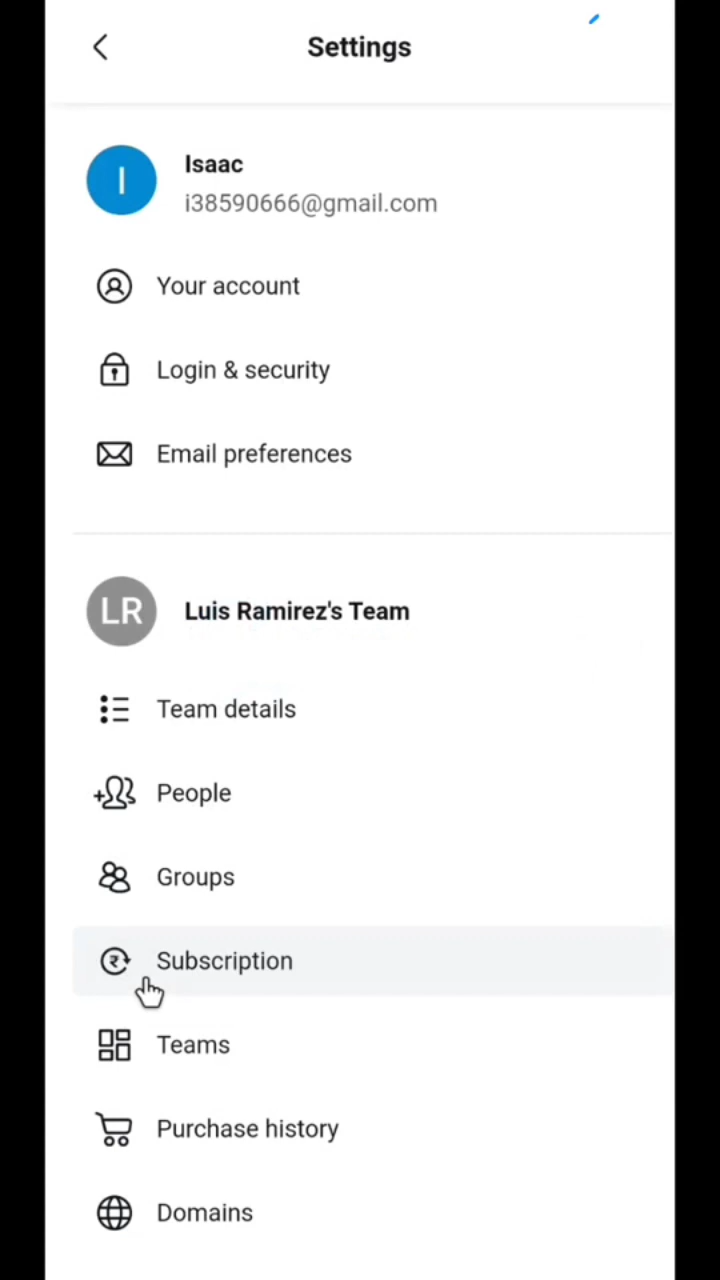 Settings
I
Isaac
i38590666@gmail.com
Your account
Login & security
Email preferences
LR
Luis Ramirez's Team
Team details
People
Groups
₹
Subscription
Teams
Purchase history
Domains